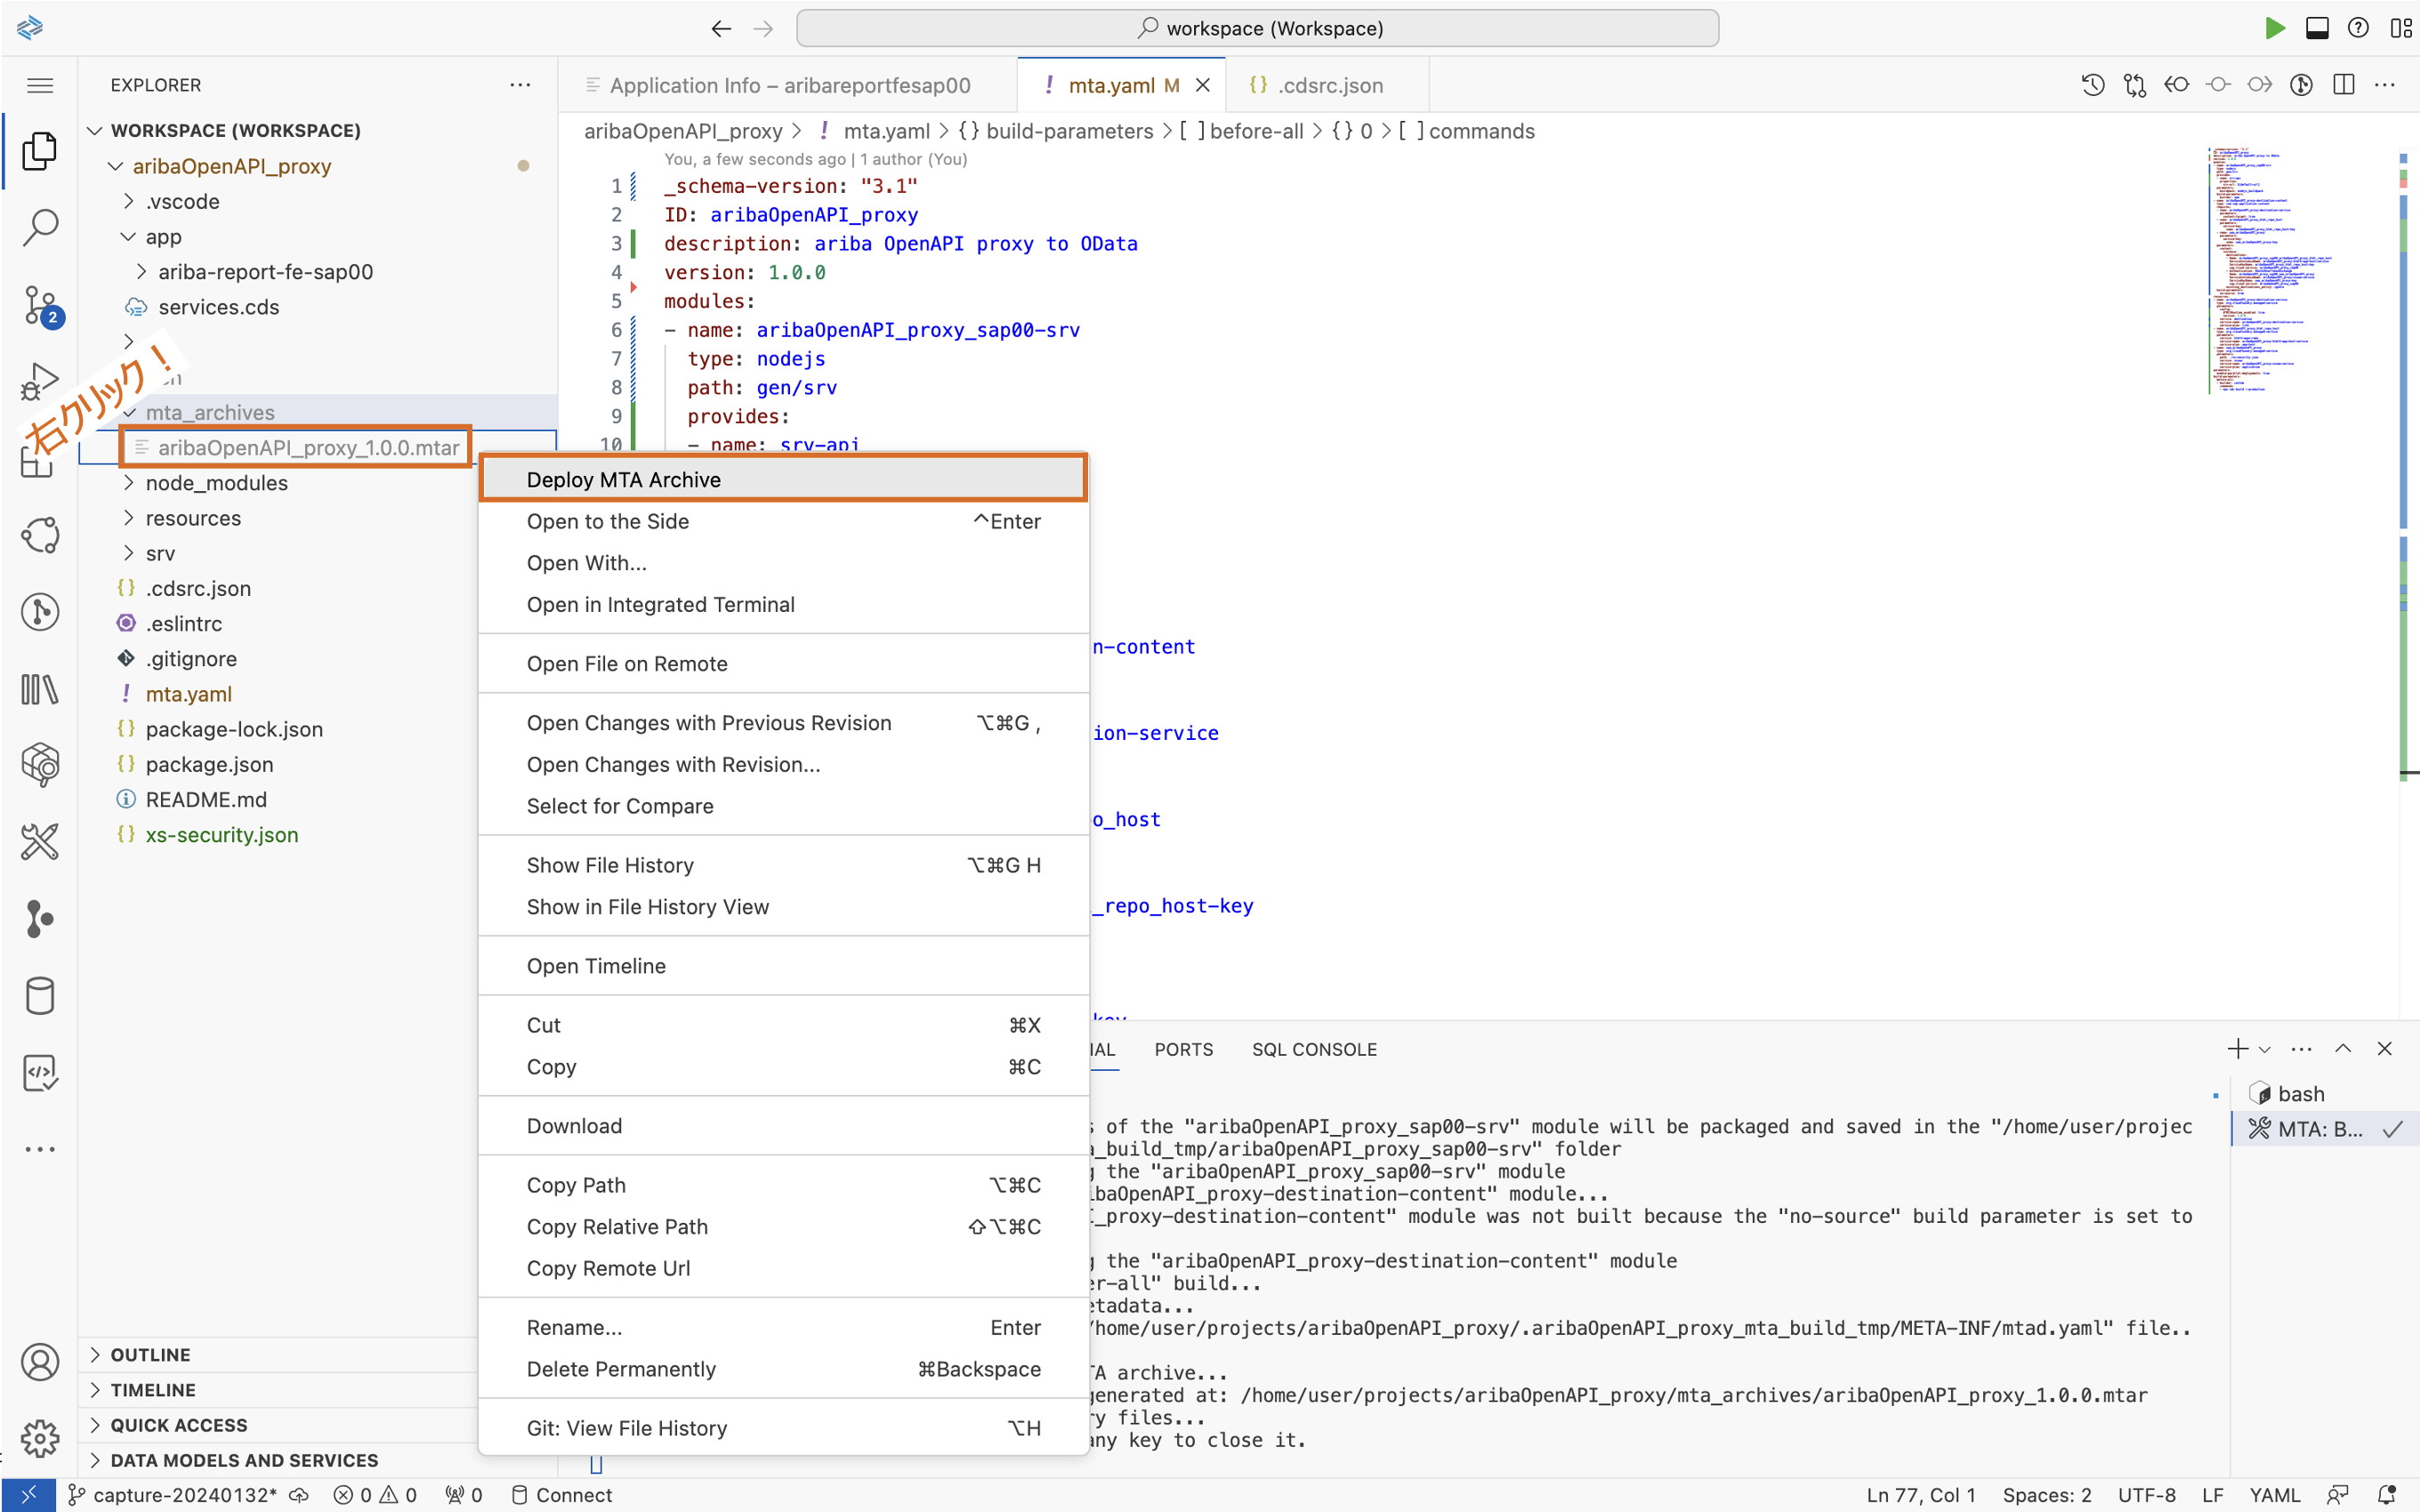 workspace (Workspace)
EXPLORER
WORKSPACE (WORKSPACE)
aribaOpenAPI_proxy
.vscode
app
ariba-report-fe-sap00
services.cds
右クリック！
mta_archives
aribaOpenAPI_proxy_1.0.0.mtar
node_modules
resources
srv
.cdsrc.json
.eslintrc
.gitignore
mta.yaml
package-lock.json
package.json
README.md
xs-security.json
2
OUTLINE
TIMELINE
QUICK ACCESS
DATA MODELS AND SERVICES
Application Info – aribareportfesap00
mta.yaml M
.cdsrc.json
aribaOpenAPI_proxy > ! mta.yaml > {} build-parameters > [ ] before-all > {} 0 > [ ] commands
You, a few seconds ago | 1 author (You)
1 _schema-version: "3.1"
2 ID: aribaOpenAPI_proxy
3 description: ariba OpenAPI proxy to OData
4 version: 1.0.0
5 modules:
6 - name: aribaOpenAPI_proxy_sap00-srv
7 type: nodejs
8 path: gen/srv
9 provides:
10 - name: srv-api
n-content
ion-service
o_host
_repo_host-key
key
Deploy MTA Archive
Open to the Side ^Enter
Open With...
Open in Integrated Terminal
Open File on Remote
Open Changes with Previous Revision ⌥⌘G ,
Open Changes with Revision...
Select for Compare
Show File History ⌥⌘G H
Show in File History View
Open Timeline
Cut ⌘X
Copy ⌘C
Download
Copy Path ⌥⌘C
Copy Relative Path ⇧⌥⌘C
Copy Remote Url
Rename... Enter
Delete Permanently ⌘Backspace
Git: View File History ⌥H
IAL PORTS SQL CONSOLE
s of the "aribaOpenAPI_proxy_sap00-srv" module will be packaged and saved in the "/home/user/projec
a_build_tmp/aribaOpenAPI_proxy_sap00-srv" folder
g the "aribaOpenAPI_proxy_sap00-srv" module
ibaOpenAPI_proxy-destination-content" module...
I_proxy-destination-content" module was not built because the "no-source" build parameter is set to
g the "aribaOpenAPI_proxy-destination-content" module
er-all" build...
etadata...
/home/user/projects/aribaOpenAPI_proxy/.aribaOpenAPI_proxy_mta_build_tmp/META-INF/mtad.yaml" file..
TA archive...
generated at: /home/user/projects/aribaOpenAPI_proxy/mta_archives/aribaOpenAPI_proxy_1.0.0.mtar
ry files...
any key to close it.
bash
MTA: B...
capture-20240132* 0 0 0 Connect
Ln 77, Col 1 Spaces: 2 UTF-8 LF YAML